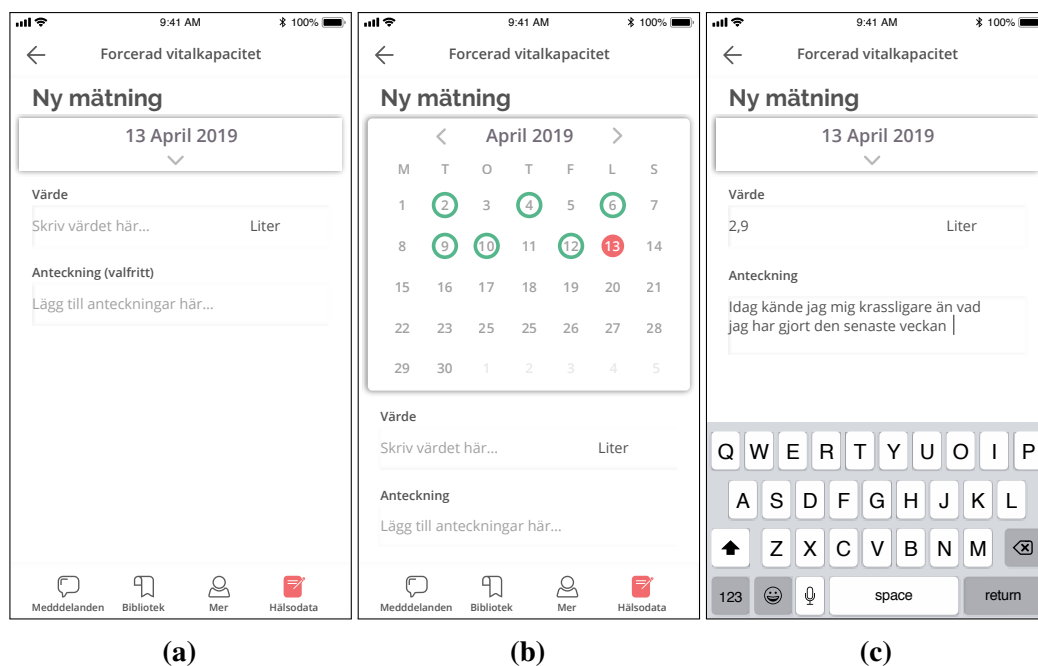 9:41 AM
100%
Forcerad vitalkapacitet
Ny mätning
13 April 2019
Värde
Skriv värdet här... Liter
Anteckning (valfritt)
Lägg till anteckningar här...
Medddelanden Bibliotek Mer Hälsodata
(a)
9:41 AM
100%
Forcerad vitalkapacitet
Ny mätning
April 2019
M T O T F L S
1 2 3 4 5 6 7
8 9 10 11 12 13 14
15 16 17 18 19 20 21
22 23 25 25 26 27 28
29 30 1 2 3 4 5
Värde
Skriv värdet här... Liter
Anteckning
Lägg till anteckningar här...
Medddelanden Bibliotek Mer Hälsodata
(b)
9:41 AM
100%
Forcerad vitalkapacitet
Ny mätning
13 April 2019
Värde
2,9 Liter
Anteckning
Idag kände jag mig krassligare än vad
jag har gjort den senaste veckan
Q W E R T Y U O I P
A S D F G H J K L
Z X C V B N M
123 space return
(c)